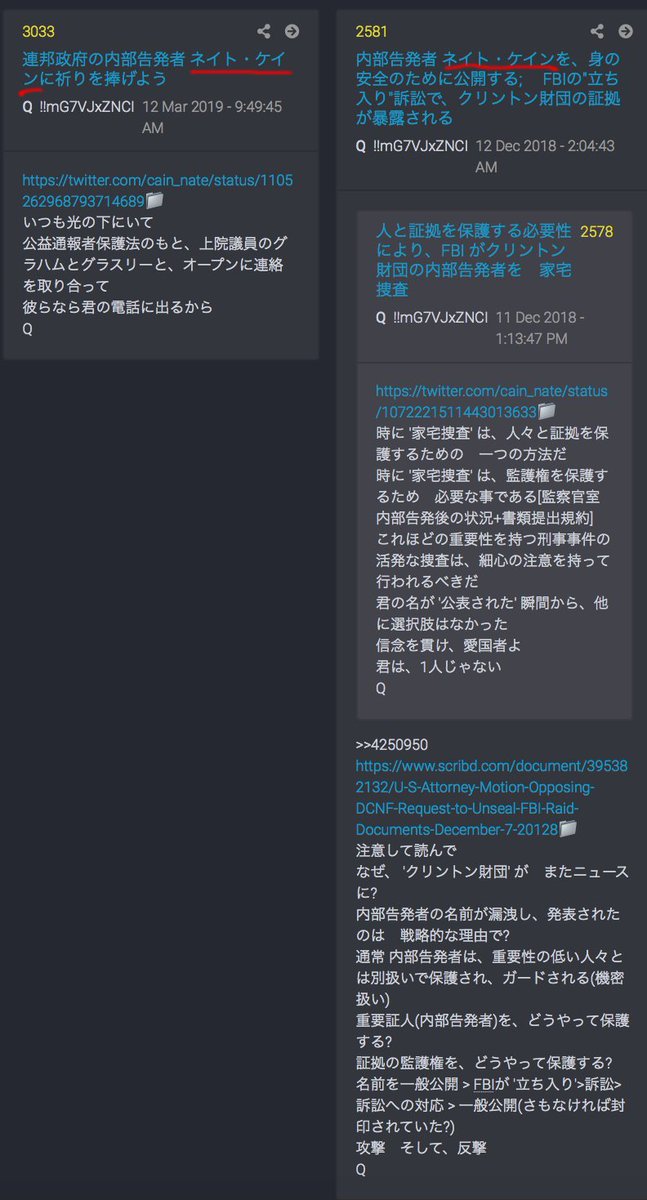 3033
連邦政府の内部告発者 ネイト・ケイ
ンに祈りを捧げよう
Q !!mG7VJxZNCI 12 Mar 2019 - 9:49:45
AM
https://twitter.com/cain_nate/status/1105
262968793714689
いつも光の下にいて
公益通報者保護法のもと、上院議員のグ
ラハムとグラスリーと、オープンに連絡
を取り合って
彼らなら君の電話に出るから
Q
2581
内部告発者 ネイト・ケインを、身の
安全のために公開する; FBIの"立ち
入り"訴訟で、クリントン財団の証拠
が暴露される
Q !!mG7VJxZNCI 12 Dec 2018 - 2:04:43
AM
人と証拠を保護する必要性 2578
により、FBI がクリントン
財団の内部告発者を 家宅
捜査
Q !!mG7VJxZNCI 11 Dec 2018 -
1:13:47 PM
https://twitter.com/cain_nate/status
/1072221511443013633
時に '家宅捜査' は、人々と証拠を保
護するための 一つの方法だ
時に '家宅捜査' は、監護権を保護す
るため 必要な事である[監察官室
内部告発後の状況+書類提出規約]
これほどの重要性を持つ刑事事件の
活発な捜査は、細心の注意を持って
行われるべきだ
君の名が '公表された' 瞬間から、他
に選択肢はなかった
信念を貫け、愛国者よ
君は、1人じゃない
Q
>>4250950
https://www.scribd.com/document/39538
2132/U-S-Attorney-Motion-Opposing-
DCNF-Request-to-Unseal-FBI-Raid-
Documents-December-7-20128
注意して読んで
なぜ、 'クリントン財団' が またニュース
に?
内部告発者の名前が漏洩し、発表された
のは 戦略的な理由で?
通常 内部告発者は、重要性の低い人々と
は別扱いで保護され、ガードされる(機密
扱い)
重要証人(内部告発者)を、どうやって保護
する?
証拠の監護権を、どうやって保護する?
名前を一般公開 > FBIが '立ち入り'>訴訟>
訴訟への対応 > 一般公開(さもなければ封
印されていた?)
攻撃 そして、反撃
Q